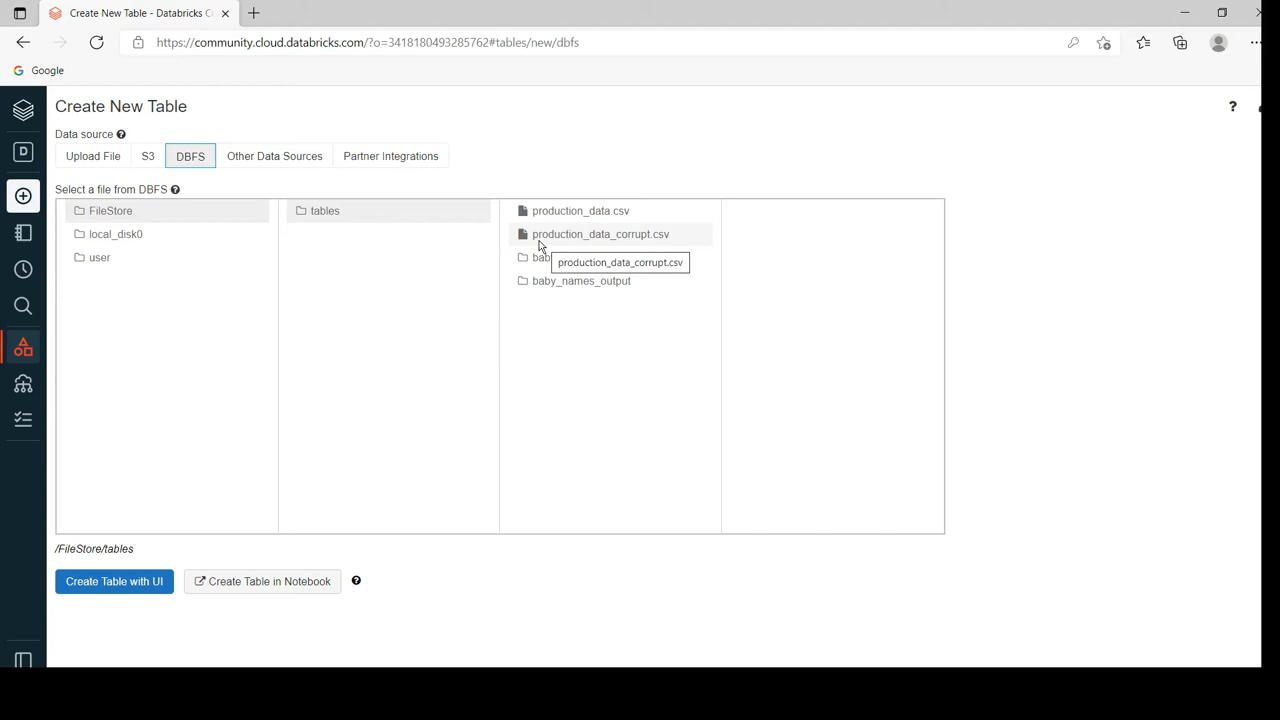 Create New Table - Databricks C
https://community.cloud.databricks.com/?o=3418180493285762#tables/new/dbfs
Google
Create New Table
Data source
Upload File
S3
DBFS
Other Data Sources
Partner Integrations
Select a file from DBFS
FileStore
local_disk0
user
tables
production_data.csv
production_data_corrupt.csv
bab
production_data_corrupt.csv
baby_names_output
/FileStore/tables
Create Table with UI
Create Table in Notebook